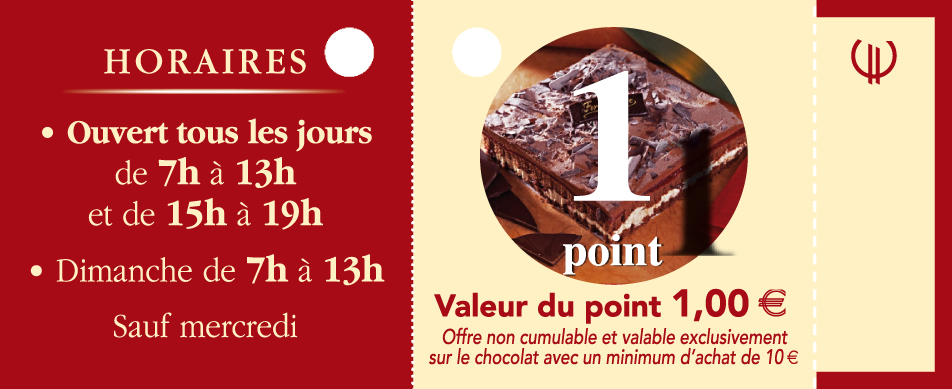 HORAIRES
• Ouvert tous les jours
de 7h à 13h
et de 15h à 19h
• Dimanche de 7h à 13h
Sauf mercredi
1
point
Valeur du point 1,00 €
Offre non cumulable et valable exclusivement
sur le chocolat avec un minimum d'achat de 10 €